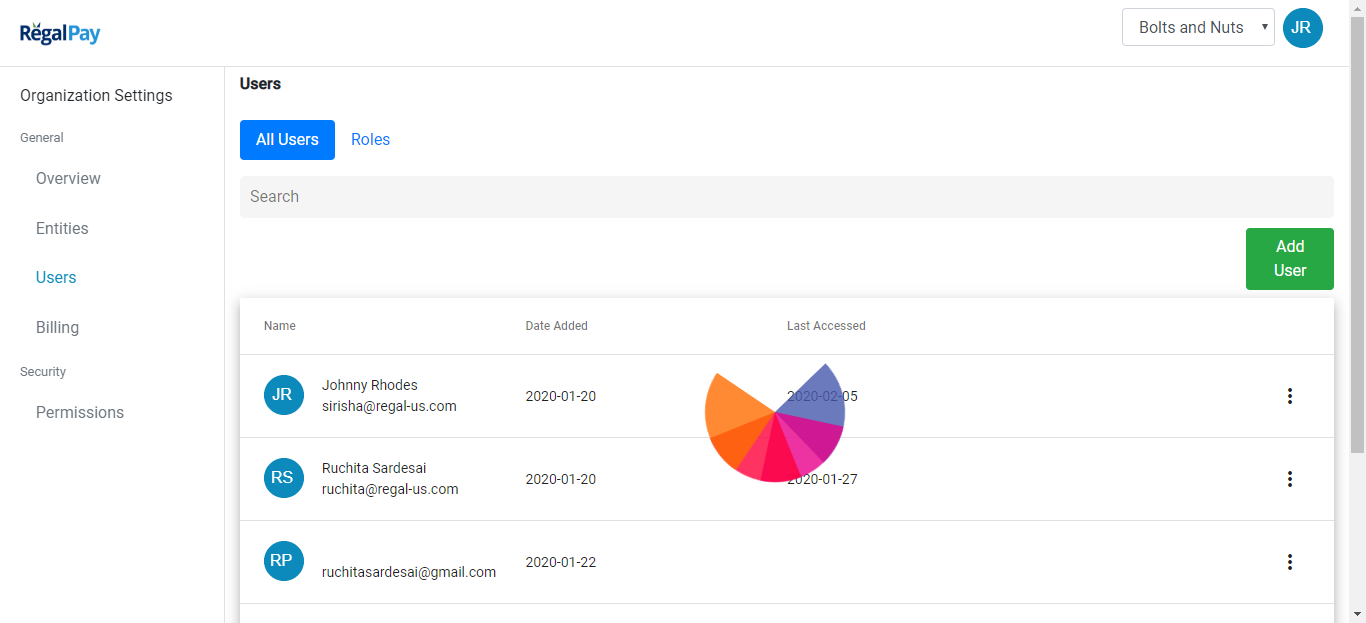 RegalPay
Bolts and Nuts
JR
Organization Settings
General
Overview
Entities
Users
Billing
Security
Permissions
Users
All Users
Roles
Search
Add
User
Name
Date Added
Last Accessed
JR
Johnny Rhodes
sirisha@regal-us.com
2020-01-20
2020-02-05
RS
Ruchita Sardesai
ruchita@regal-us.com
2020-01-20
2020-01-27
RP
ruchitasardesai@gmail.com
2020-01-22